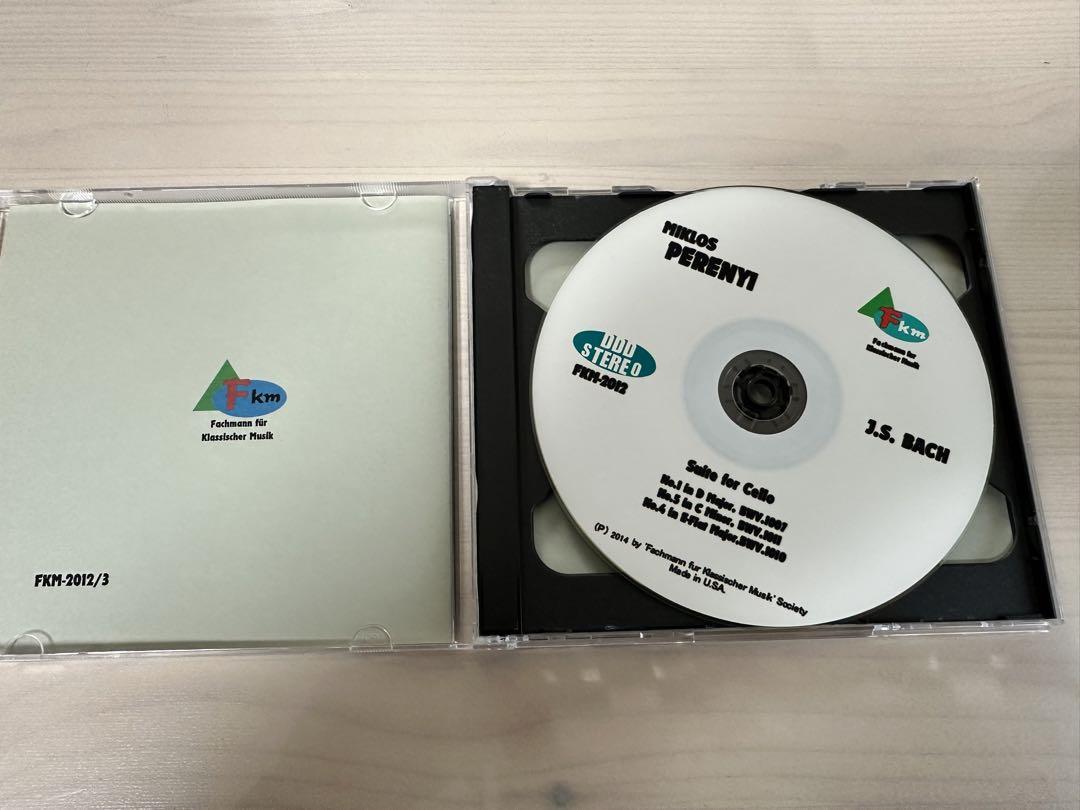 Fkm
Fachmann für
Klassischer Musik
FKM-2012/3
MIKLOS
PERENYI
DDD
STEREO
FKM-2012
Fkm
Fachmann for
Klassischer Musik
J.S. BACH
Suite for Cello
No.1 in D Major, BWV.1007
No.5 in C Minor, BWV.1011
No.4 in E-Flat Major,BWV.1010
(P) 2014 by 'Fachmann fur Klassischer Musik' Society
Made in U.S.A.